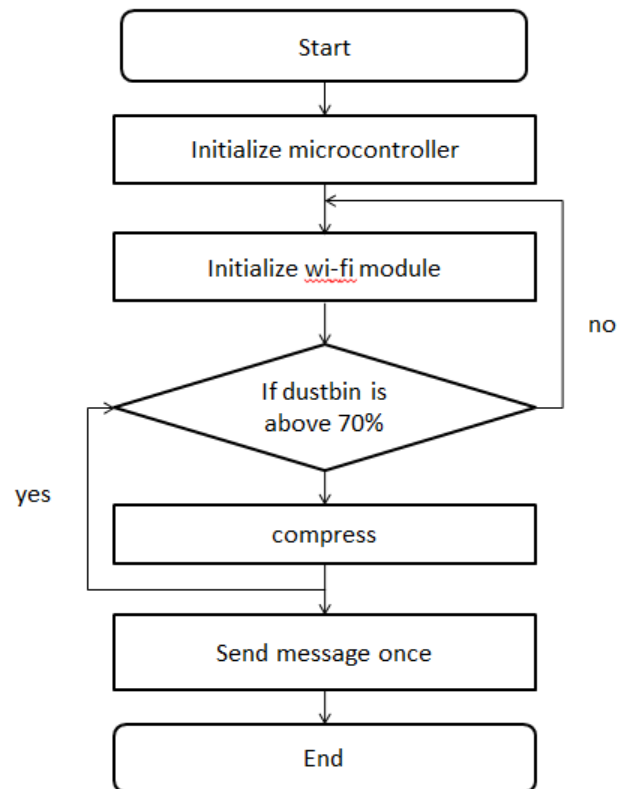 Start
Initialize microcontroller
Initialize wi-fi module
no
If dustbin is
above 70%
yes
compress
Send message once
End